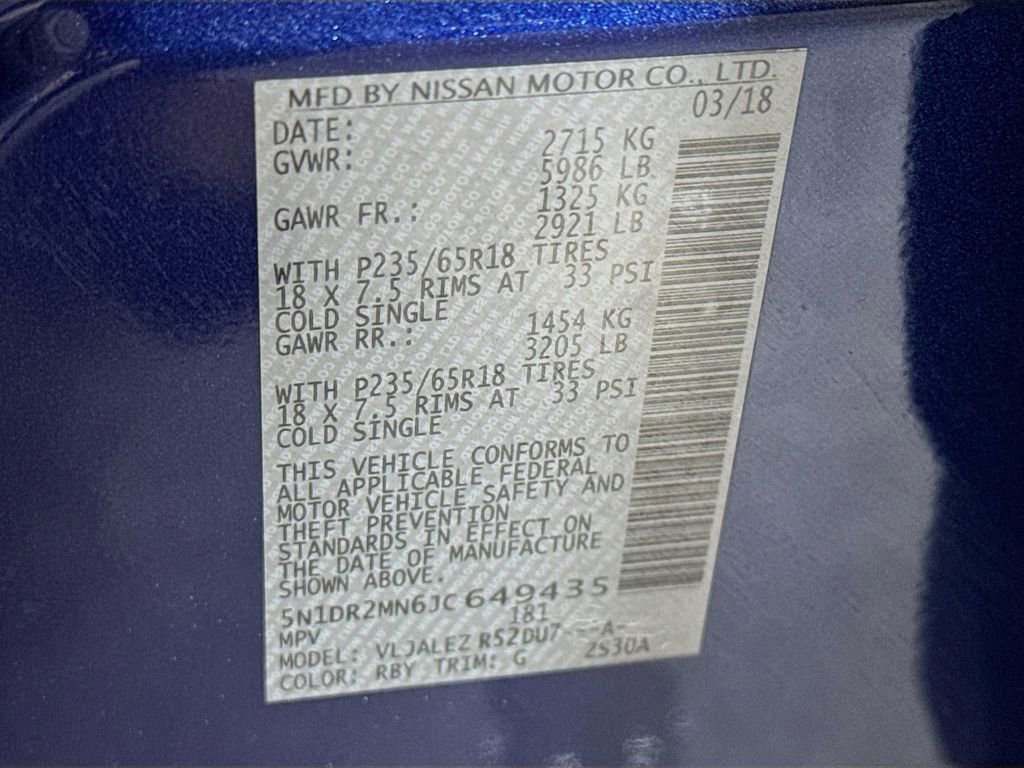 MFD BY NISSAN MOTOR CO., LTD.
DATE: 03/18
GVWR: 2715 KG
5986 LB
GAWR FR.: 1325 KG
2921 LB
WITH P235/65R18 TIRES
18 X 7.5 RIMS AT 33 PSI
COLD SINGLE
GAWR RR.: 1454 KG
3205 LB
WITH P235/65R18 TIRES
18 X 7.5 RIMS AT 33 PSI
COLD SINGLE
THIS VEHICLE CONFORMS TO
ALL APPLICABLE FEDERAL
MOTOR VEHICLE SAFETY AND
THEFT PREVENTION
STANDARDS IN EFFECT ON
THE DATE OF MANUFACTURE
SHOWN ABOVE.
5N1DR2MN6JC649435
MPV 181
MODEL: VLJALEZ R52DU7---A-
COLOR: RBY TRIM: G ZS30A